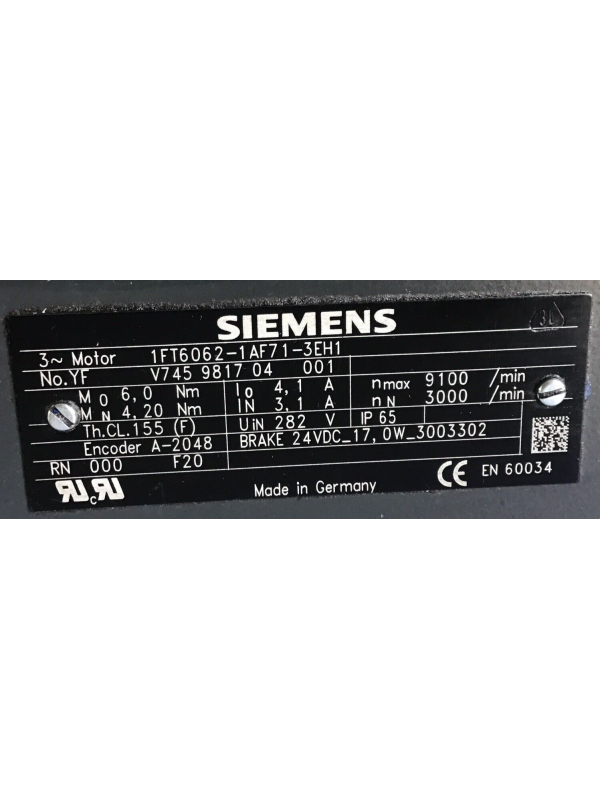 SIEMENS
3~ Motor 1FT6062-1AF71-3EH1
No.YF V745 9817 04 001
M0 6,0 Nm I0 4,1 A nmax 9100 /min
MN 4,20 Nm IN 3,1 A nN 3000 /min
Th.CL.155 (F) UiN 282 V IP 65
Encoder A-2048 BRAKE 24VDC_17,0W_3003302
RN 000 F20
CE EN 60034
Made in Germany